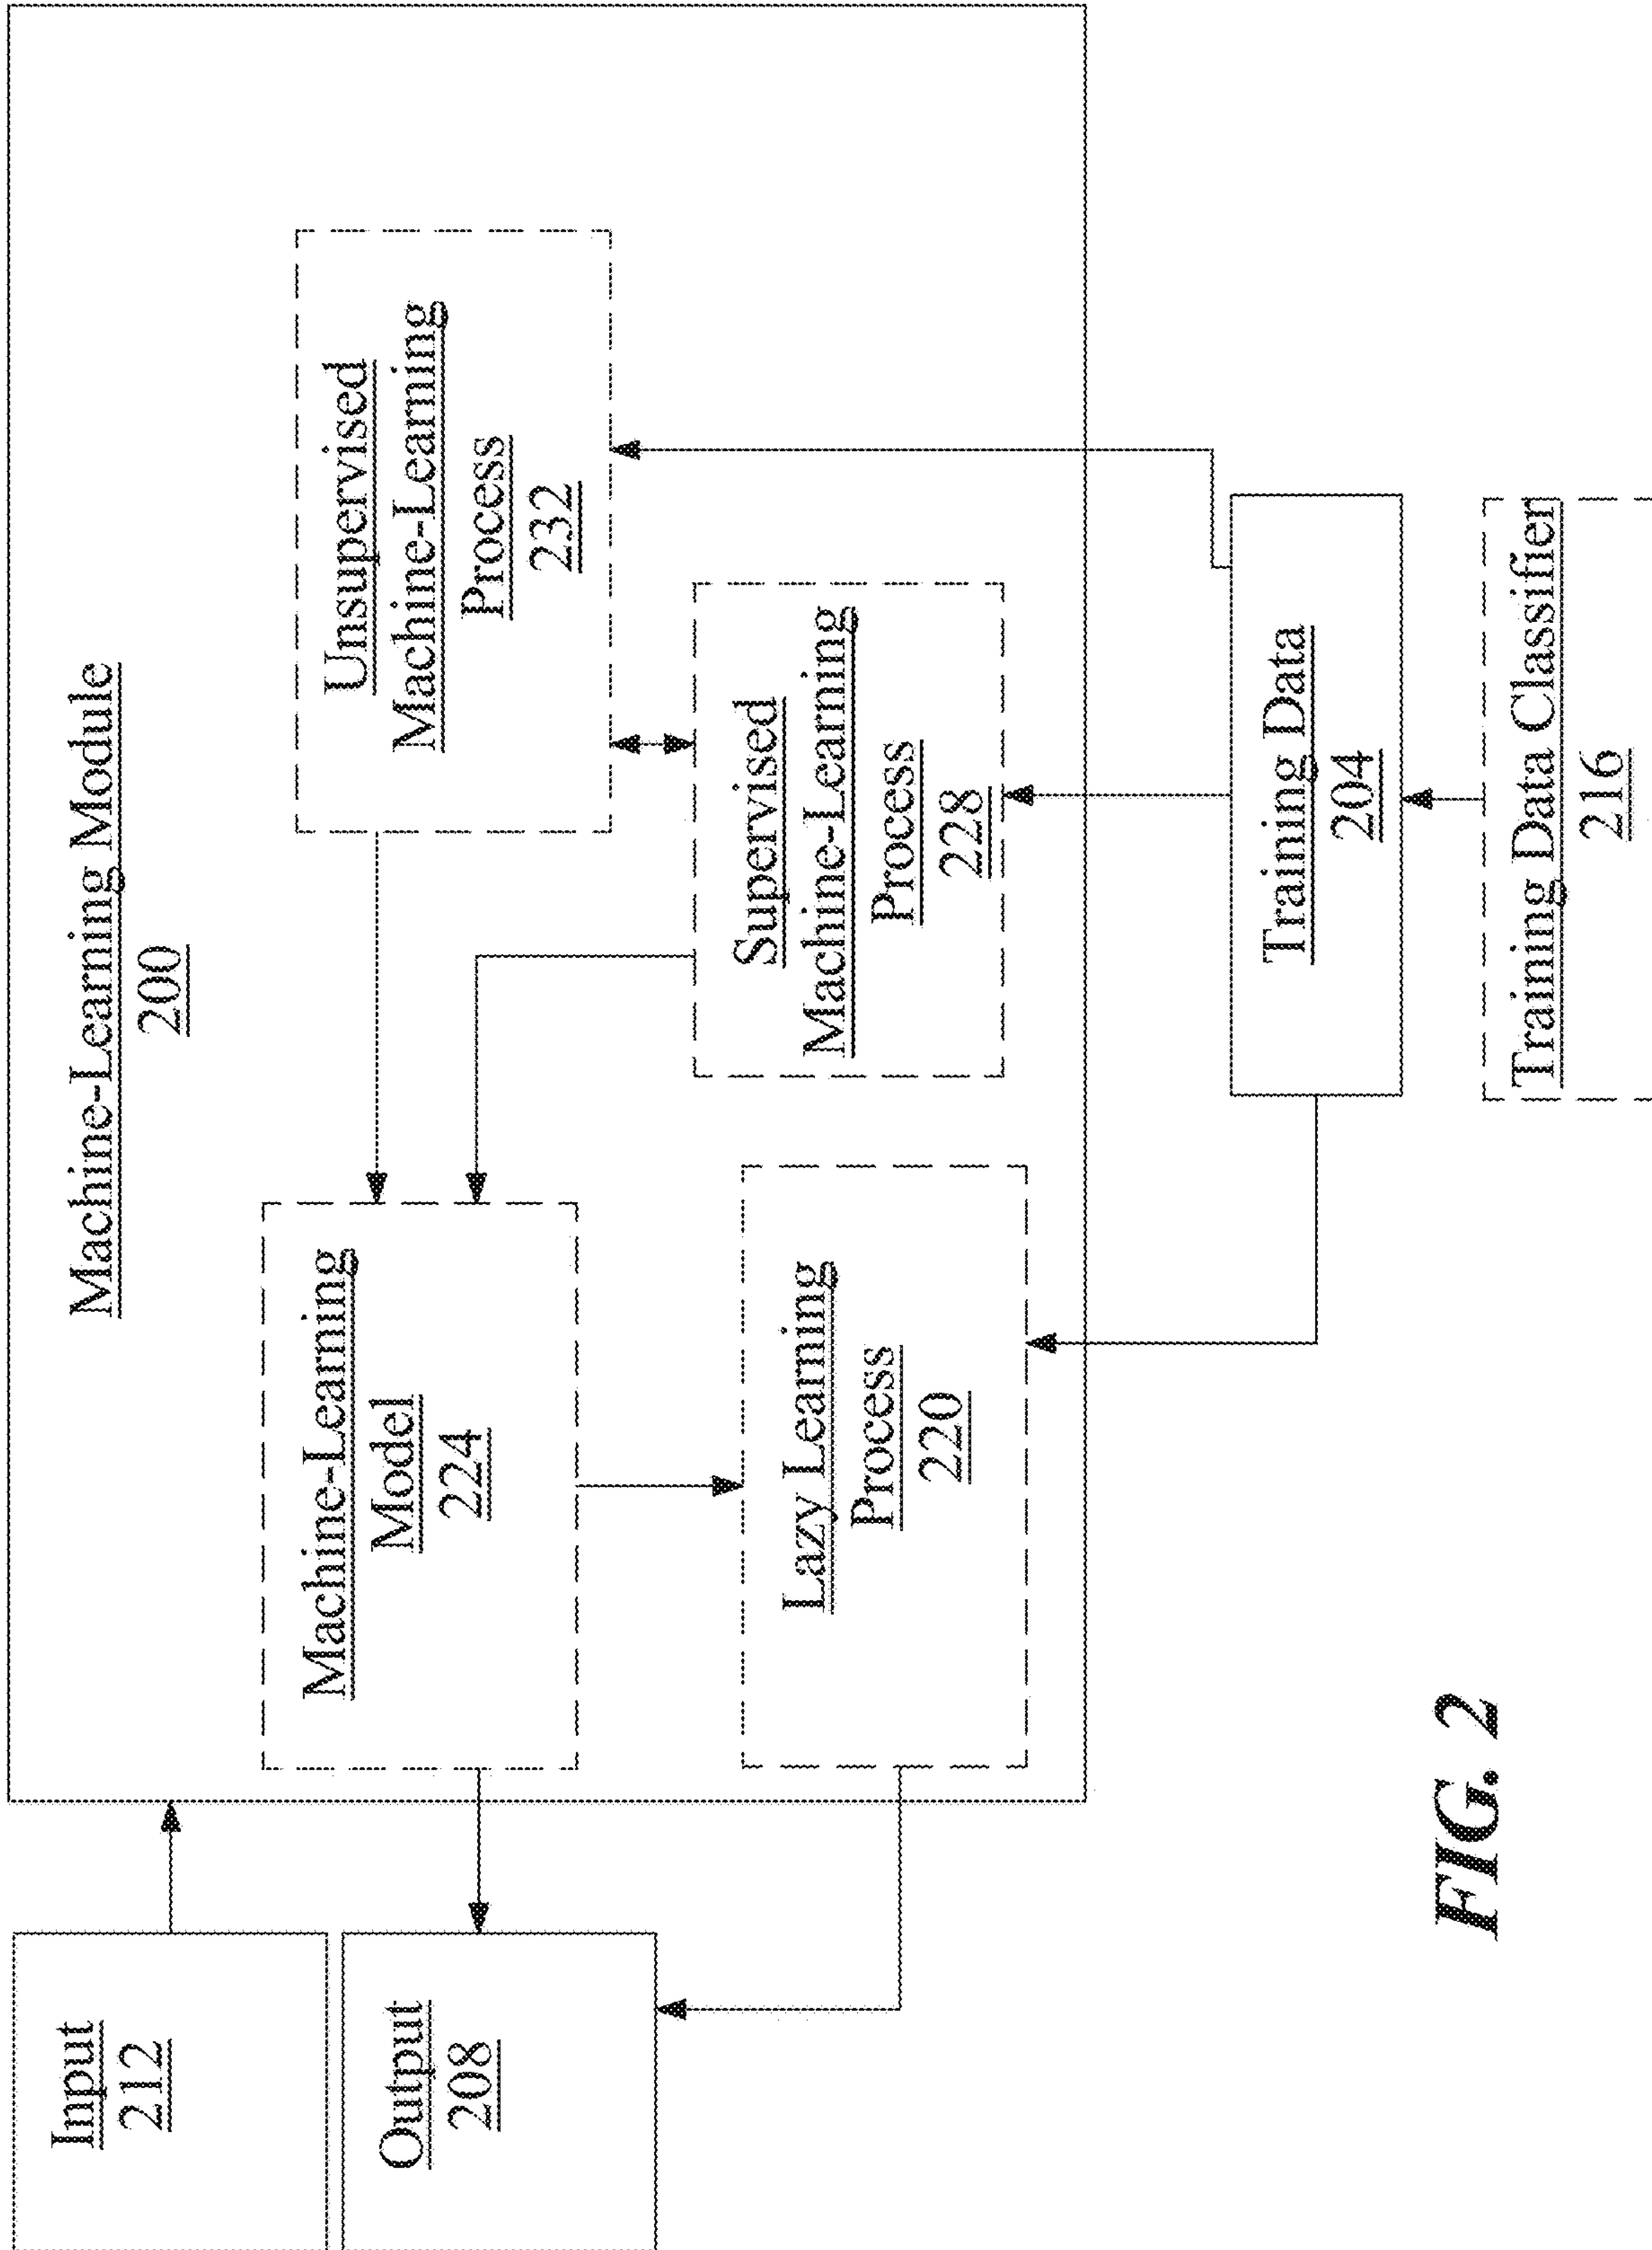 Machine-Learning Module
200
Input
212
Output
208
Machine-Learning
Model
224
Unsupervised
Machine-Learning
Process
232
Lazy Learning
Process
220
Supervised
Machine-Learning
Process
228
Training Data
204
Training Data Classifier
216
FIG. 2